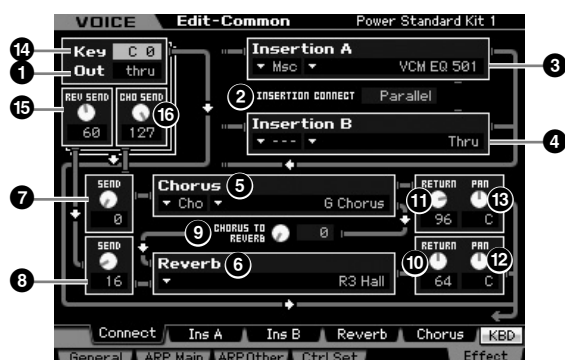 VOICE Edit-Common Power Standard Kit 1
14 Key C 0
1 Out thru
Insertion A
Msc VCM EQ 501 3
15 REV SEND CHO SEND 16
60 127
2 INSERTION CONNECT Parallel
Insertion B
--- Thru 4
7 SEND
0
Chorus 5
Cho G Chorus
RETURN PAN
11 13
96 C
9 CHORUS TO REVERB 0
8 SEND
16
Reverb 6
R3 Hall
RETURN PAN
10 12
64 C
Connect Ins A Ins B Reverb Chorus KBD
General ARP Main ARP Other Ctrl Set Effect